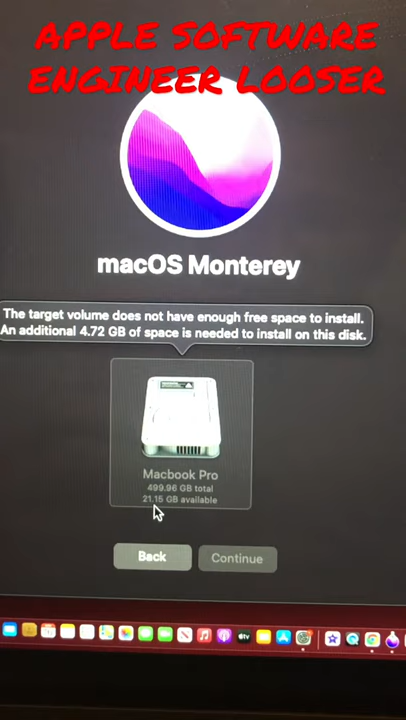 APPLE SOFTWARE
ENGINEER LOOSER
macOS Monterey
The target volume does not have enough free space to install.
An additional 4.72 GB of space is needed to install on this disk.
Macbook Pro
499.96 GB total
21.15 GB available
Back
Continue